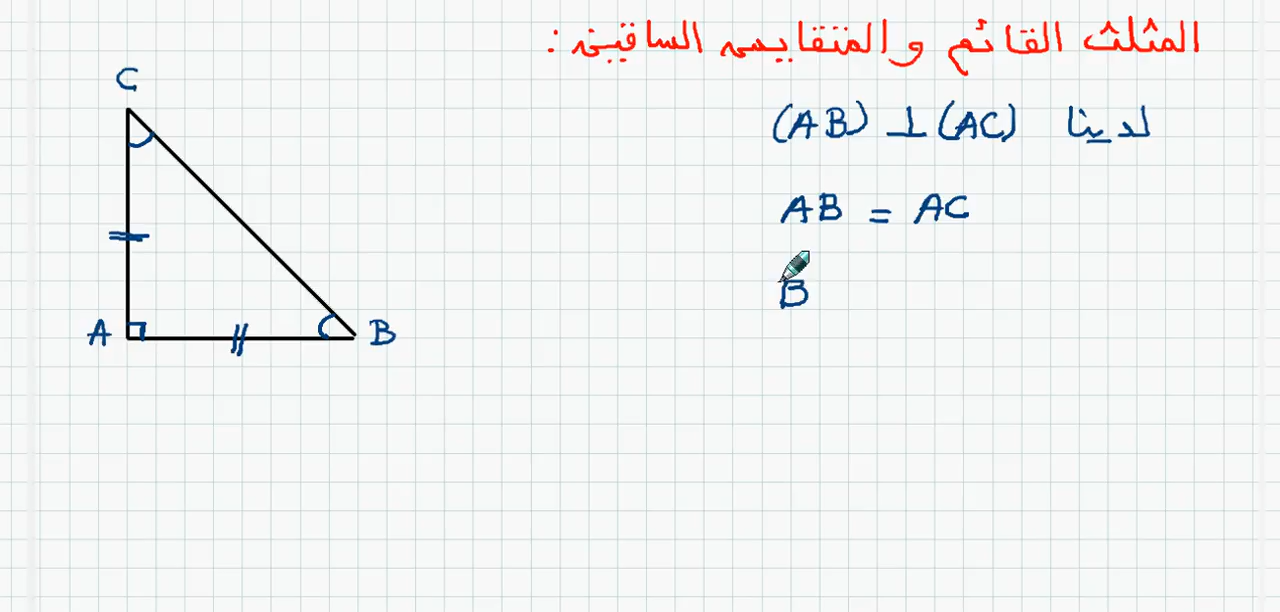 المثلث القائم والمتقايس الساقين :
لدينا (AB) ⊥ (AC)
AB = AC
B
C
A
B